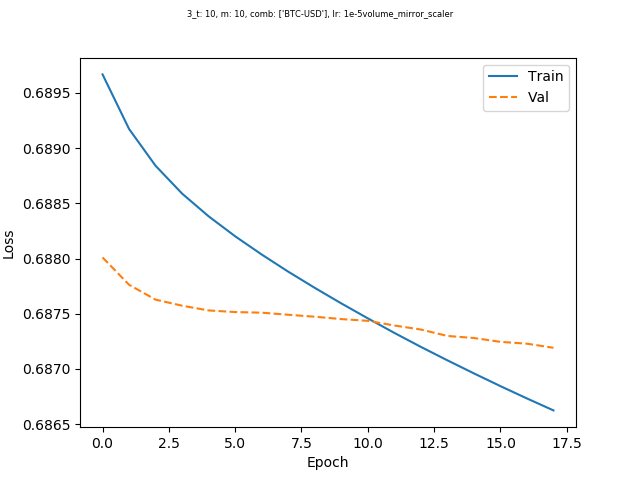 3_t: 10, m: 10, comb: ['BTC-USD'], lr: 1e-5volume_mirror_scaler
Train
Val
0.6895
0.6890
0.6885
0.6880
0.6875
0.6870
0.6865
Loss
0.0 2.5 5.0 7.5 10.0 12.5 15.0 17.5
Epoch